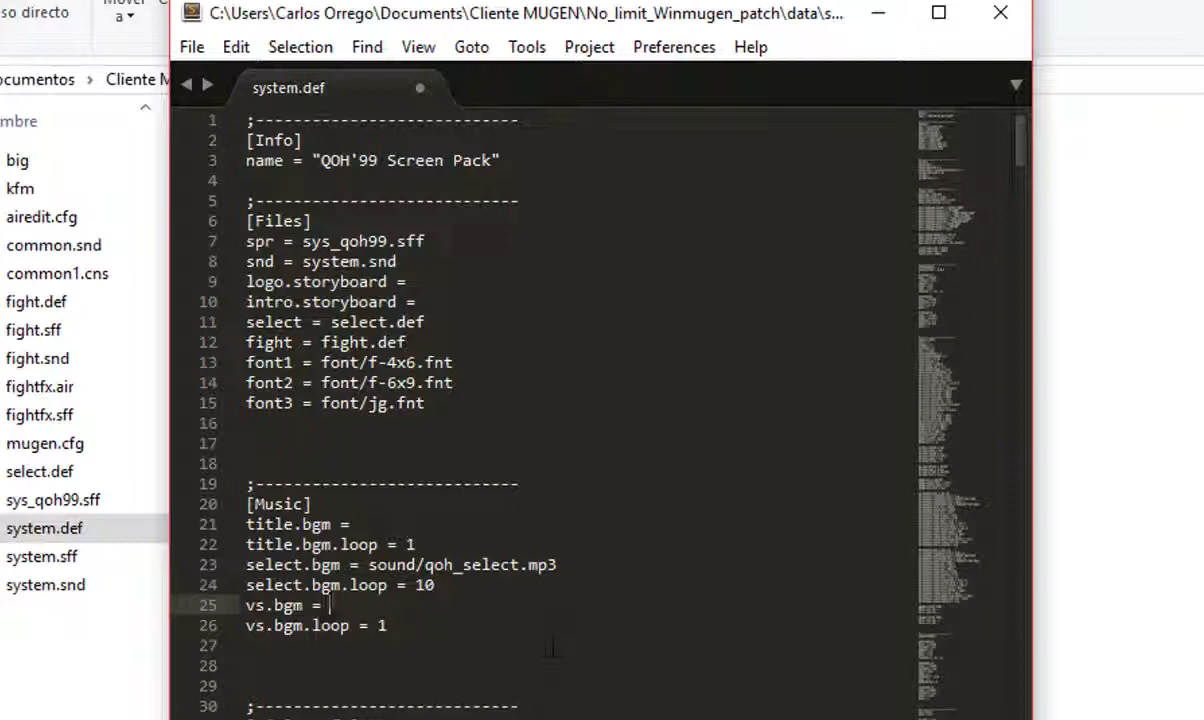 so directo
Mover
a
C:\Users\Carlos Orrego\Documents\Cliente MUGEN\No_limit_Winmugen_patch\data\s...
File Edit Selection Find View Goto Tools Project Preferences Help
ocumentos > Cliente M
mbre
big
kfm
airedit.cfg
common.snd
common1.cns
fight.def
fight.sff
fight.snd
fightfx.air
fightfx.sff
mugen.cfg
select.def
sys_qoh99.sff
system.def
system.sff
system.snd
system.def
1 ;-----------------------------
2 [Info]
3 name = "QOH'99 Screen Pack"
4
5 ;-----------------------------
6 [Files]
7 spr = sys_qoh99.sff
8 snd = system.snd
9 logo.storyboard =
10 intro.storyboard =
11 select = select.def
12 fight = fight.def
13 font1 = font/f-4x6.fnt
14 font2 = font/f-6x9.fnt
15 font3 = font/jg.fnt
16
17
18
19 ;-----------------------------
20 [Music]
21 title.bgm =
22 title.bgm.loop = 1
23 select.bgm = sound/qoh_select.mp3
24 select.bgm.loop = 10
25 vs.bgm =
26 vs.bgm.loop = 1
27
28
29
30 ;-----------------------------